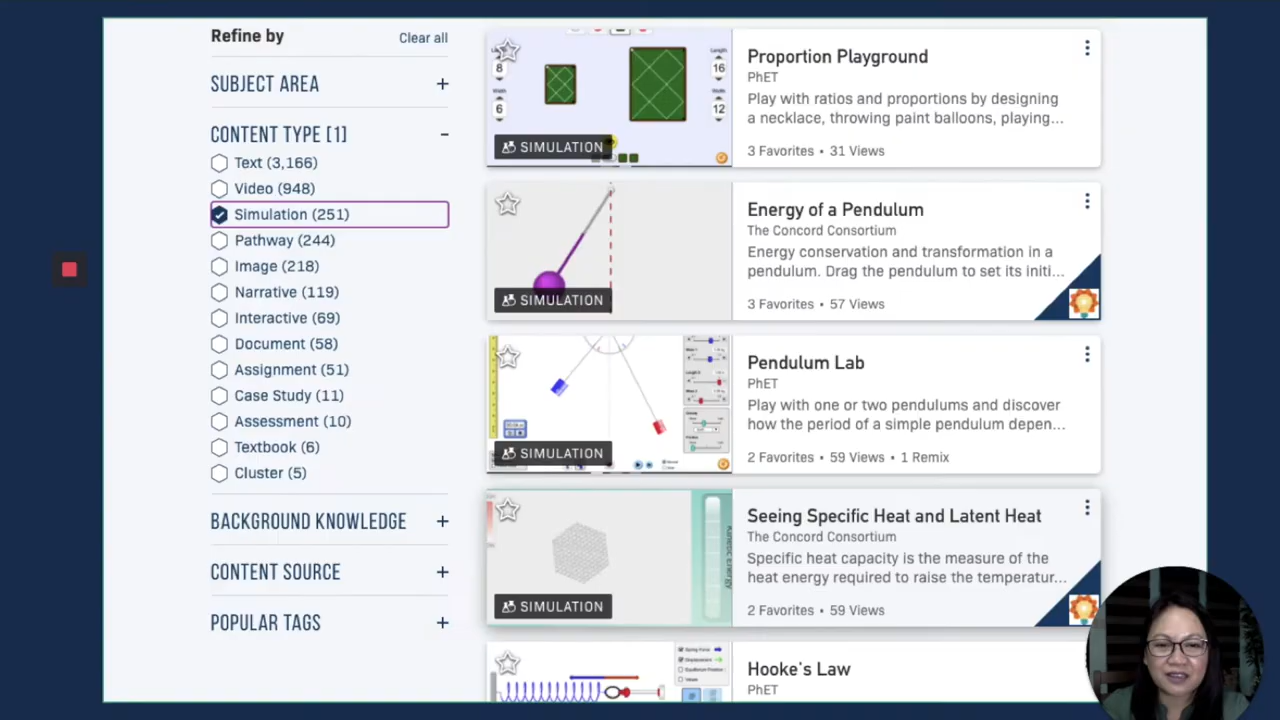 Refine by
Clear all
SUBJECT AREA
+
CONTENT TYPE [1]
-
Text (3,166)
Video (948)
Simulation (251)
Pathway (244)
Image (218)
Narrative (119)
Interactive (69)
Document (58)
Assignment (51)
Case Study (11)
Assessment (10)
Textbook (6)
Cluster (5)
BACKGROUND KNOWLEDGE
+
CONTENT SOURCE
+
POPULAR TAGS
+
8
6
16
12
SIMULATION
Proportion Playground
PhET
Play with ratios and proportions by designing
a necklace, throwing paint balloons, playing...
3 Favorites • 31 Views
SIMULATION
Energy of a Pendulum
The Concord Consortium
Energy conservation and transformation in a
pendulum. Drag the pendulum to set its initi...
3 Favorites • 57 Views
SIMULATION
Pendulum Lab
PhET
Play with one or two pendulums and discover
how the period of a simple pendulum depen...
2 Favorites • 59 Views • 1 Remix
SIMULATION
Seeing Specific Heat and Latent Heat
The Concord Consortium
Specific heat capacity is the measure of the
heat energy required to raise the temperatur...
2 Favorites • 59 Views
Hooke's Law
PhET